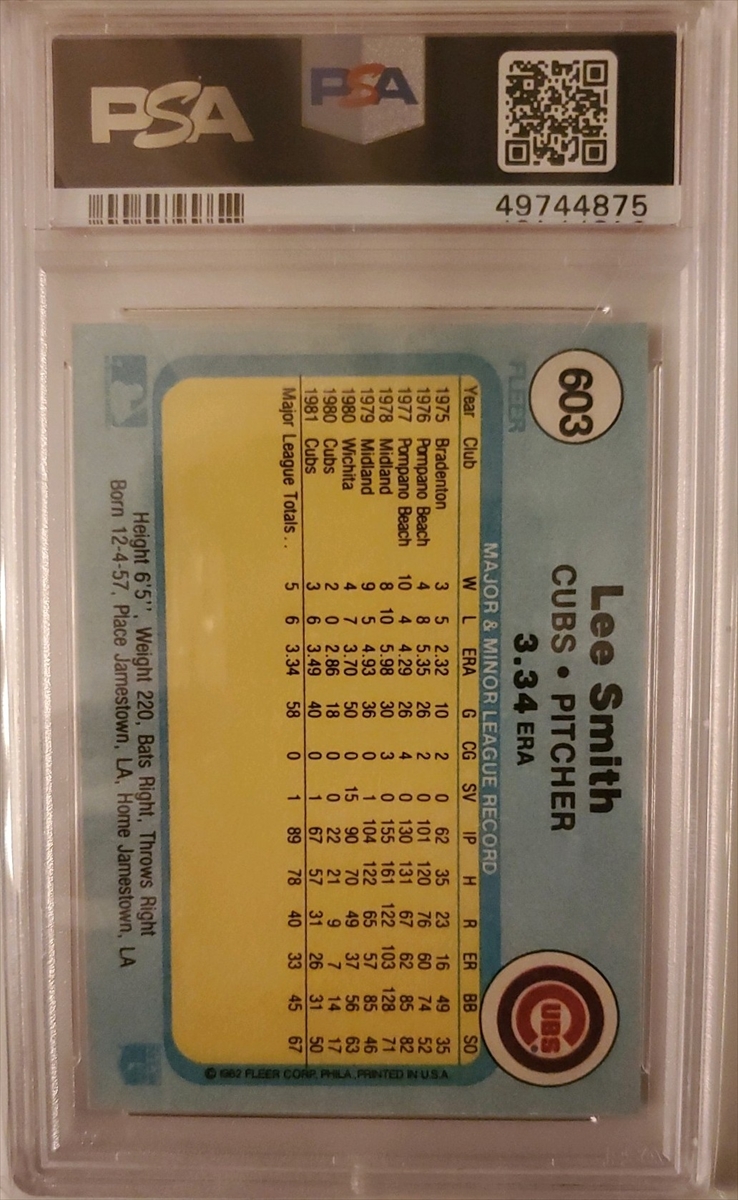 PSA
PSA
49744875
603
FLEER
Lee Smith
CUBS • PITCHER
3.34 ERA
CUBS
MAJOR & MINOR LEAGUE RECORD
Year Club W L ERA G CG SV IP H R ER BB SO
1975 Bradenton 3 5 2.32 10 2 0 62 35 23 16 49 35
1976 Pompano Beach 4 8 5.35 26 2 0 101 120 76 60 74 52
1977 Pompano Beach 10 4 4.29 26 4 0 130 131 67 62 85 82
1978 Midland 8 10 5.98 30 3 0 155 161 122 103 128 71
1979 Midland 9 5 4.93 36 0 1 104 122 65 57 85 46
1980 Wichita 4 7 3.70 50 0 15 90 70 49 37 56 63
1980 Cubs 2 0 2.86 18 0 0 22 21 9 7 14 17
1981 Cubs 3 6 3.49 40 0 1 67 57 31 26 31 50
Major League Totals . . 5 6 3.34 58 0 1 89 78 40 33 45 67
© 1982 FLEER CORP. PHILA. PRINTED IN U.S.A.
Height 6'5", Weight 220, Bats Right, Throws Right
Born 12-4-57, Place Jamestown, LA, Home Jamestown, LA